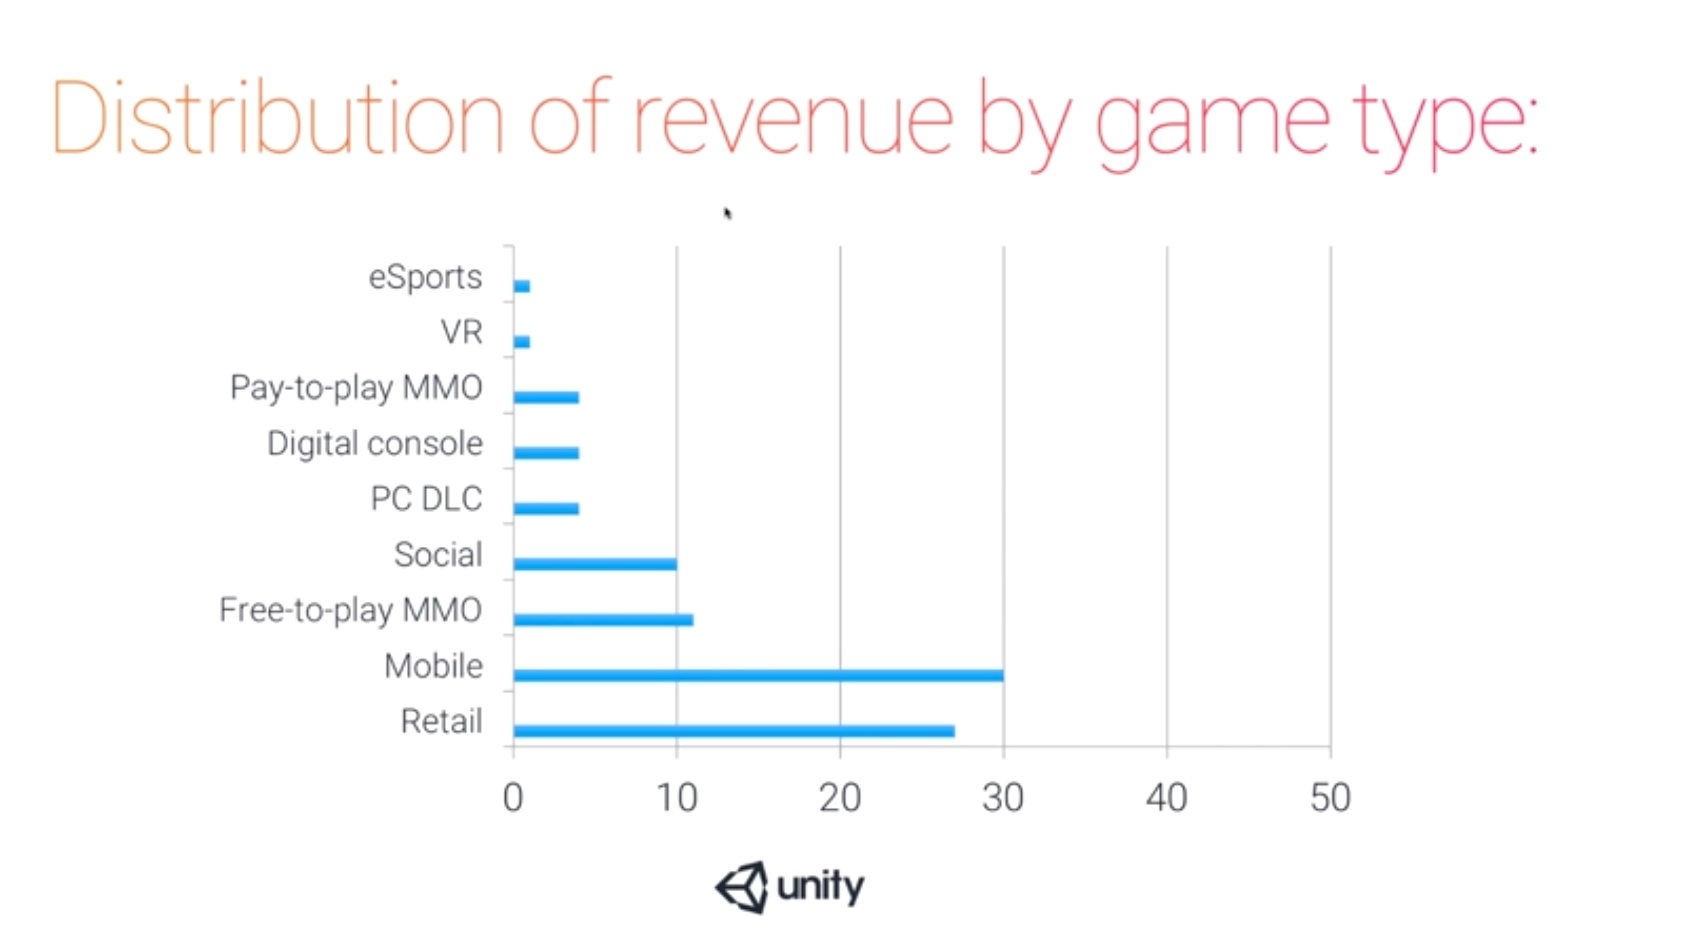 Distribution of revenue by game type:
eSports
VR
Pay-to-play MMO
Digital console
PC DLC
Social
Free-to-play MMO
Mobile
Retail
0 10 20 30 40 50
unity